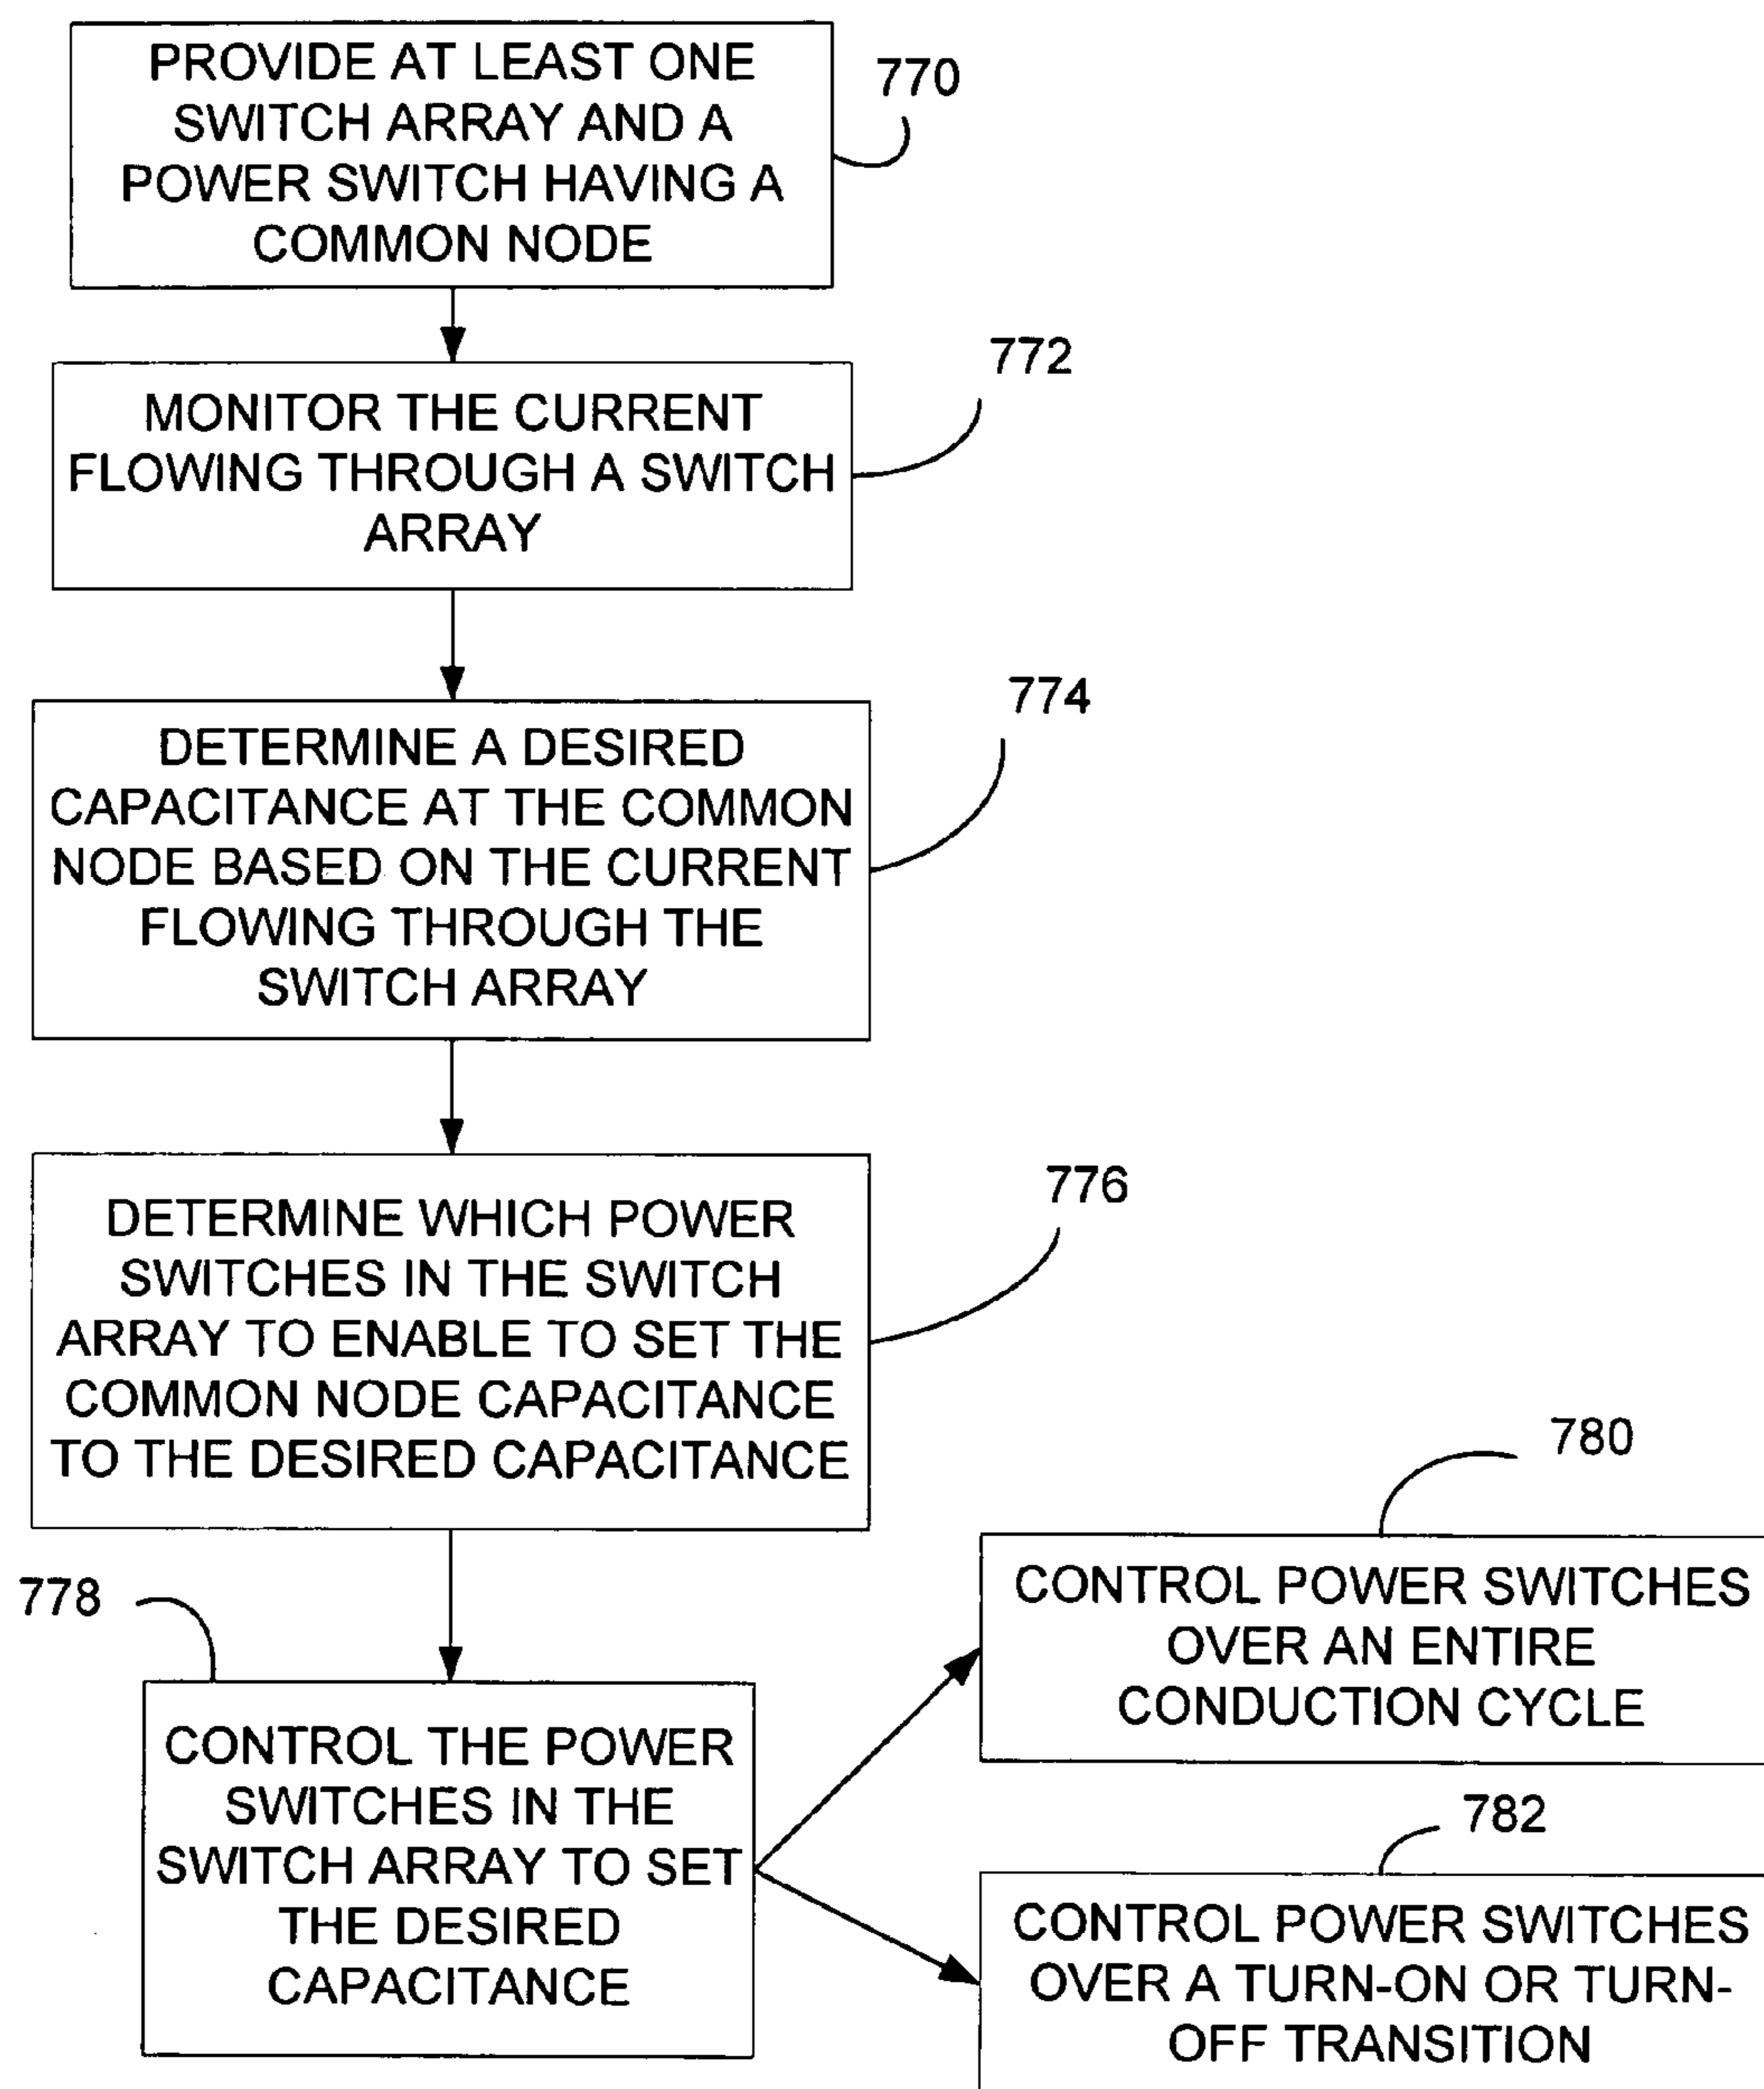 PROVIDE AT LEAST ONE
SWITCH ARRAY AND A
POWER SWITCH HAVING A
COMMON NODE
770
MONITOR THE CURRENT
FLOWING THROUGH A SWITCH
ARRAY
772
DETERMINE A DESIRED
CAPACITANCE AT THE COMMON
NODE BASED ON THE CURRENT
FLOWING THROUGH THE
SWITCH ARRAY
774
DETERMINE WHICH POWER
SWITCHES IN THE SWITCH
ARRAY TO ENABLE TO SET THE
COMMON NODE CAPACITANCE
TO THE DESIRED CAPACITANCE
776
778
CONTROL THE POWER
SWITCHES IN THE
SWITCH ARRAY TO SET
THE DESIRED
CAPACITANCE
780
CONTROL POWER SWITCHES
OVER AN ENTIRE
CONDUCTION CYCLE
782
CONTROL POWER SWITCHES
OVER A TURN-ON OR TURN-
OFF TRANSITION